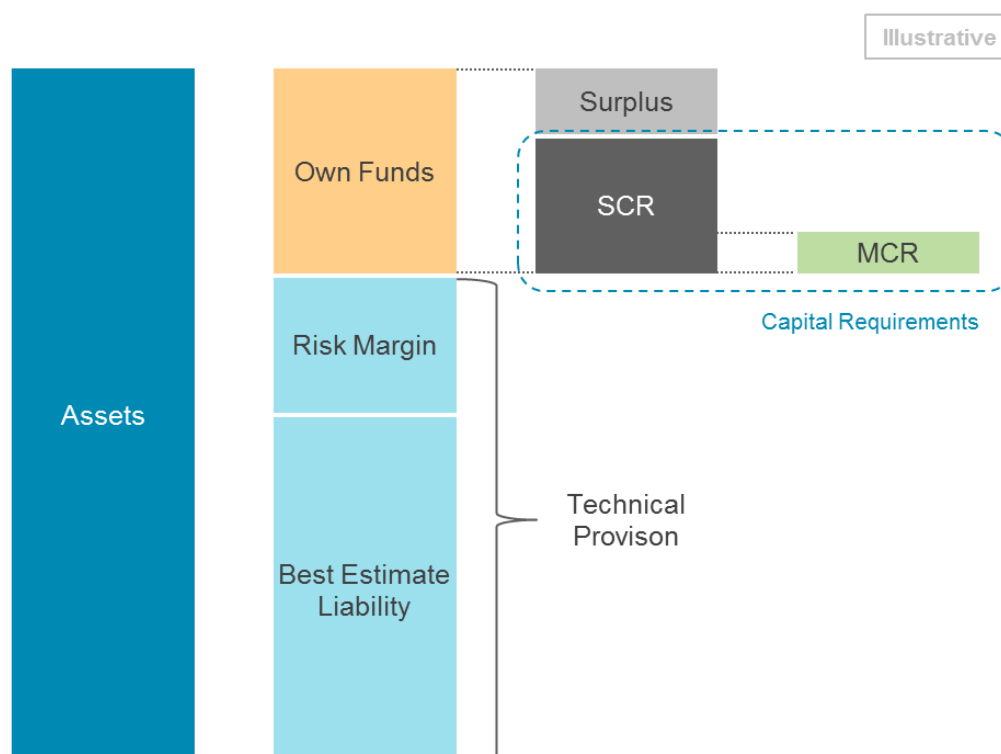 Illustrative
Surplus
Own Funds
SCR
MCR
Capital Requirements
Risk Margin
Assets
Technical
Provison
Best Estimate
Liability